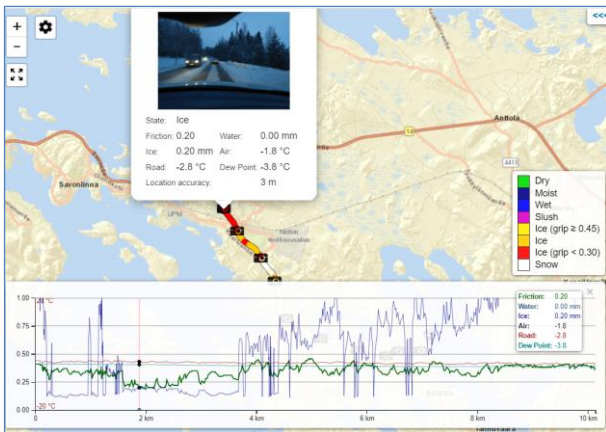 +
−
<<<
State: Ice
Friction: 0.20 Water: 0.00 mm
Ice: 0.20 mm Air: -1.8 °C
Road: -2.8 °C Dew Point: -3.8 °C
Location accuracy: 3 m
14
Anttola
4413
Savonlinna
UPM
Dry
Moist
Wet
Slush
Ice (grip ≥ 0.45)
Ice
Ice (grip < 0.30)
Snow
1.00
20 °C
0.75
0.50
0.25
0.00
-20 °C
0
2 km
4 km
6 km
8 km
10 km
Friction: 0.20
Water: 0.00 mm
Ice: 0.20 mm
Air: -1.8
Road: -2.8
Dew Point: -3.8